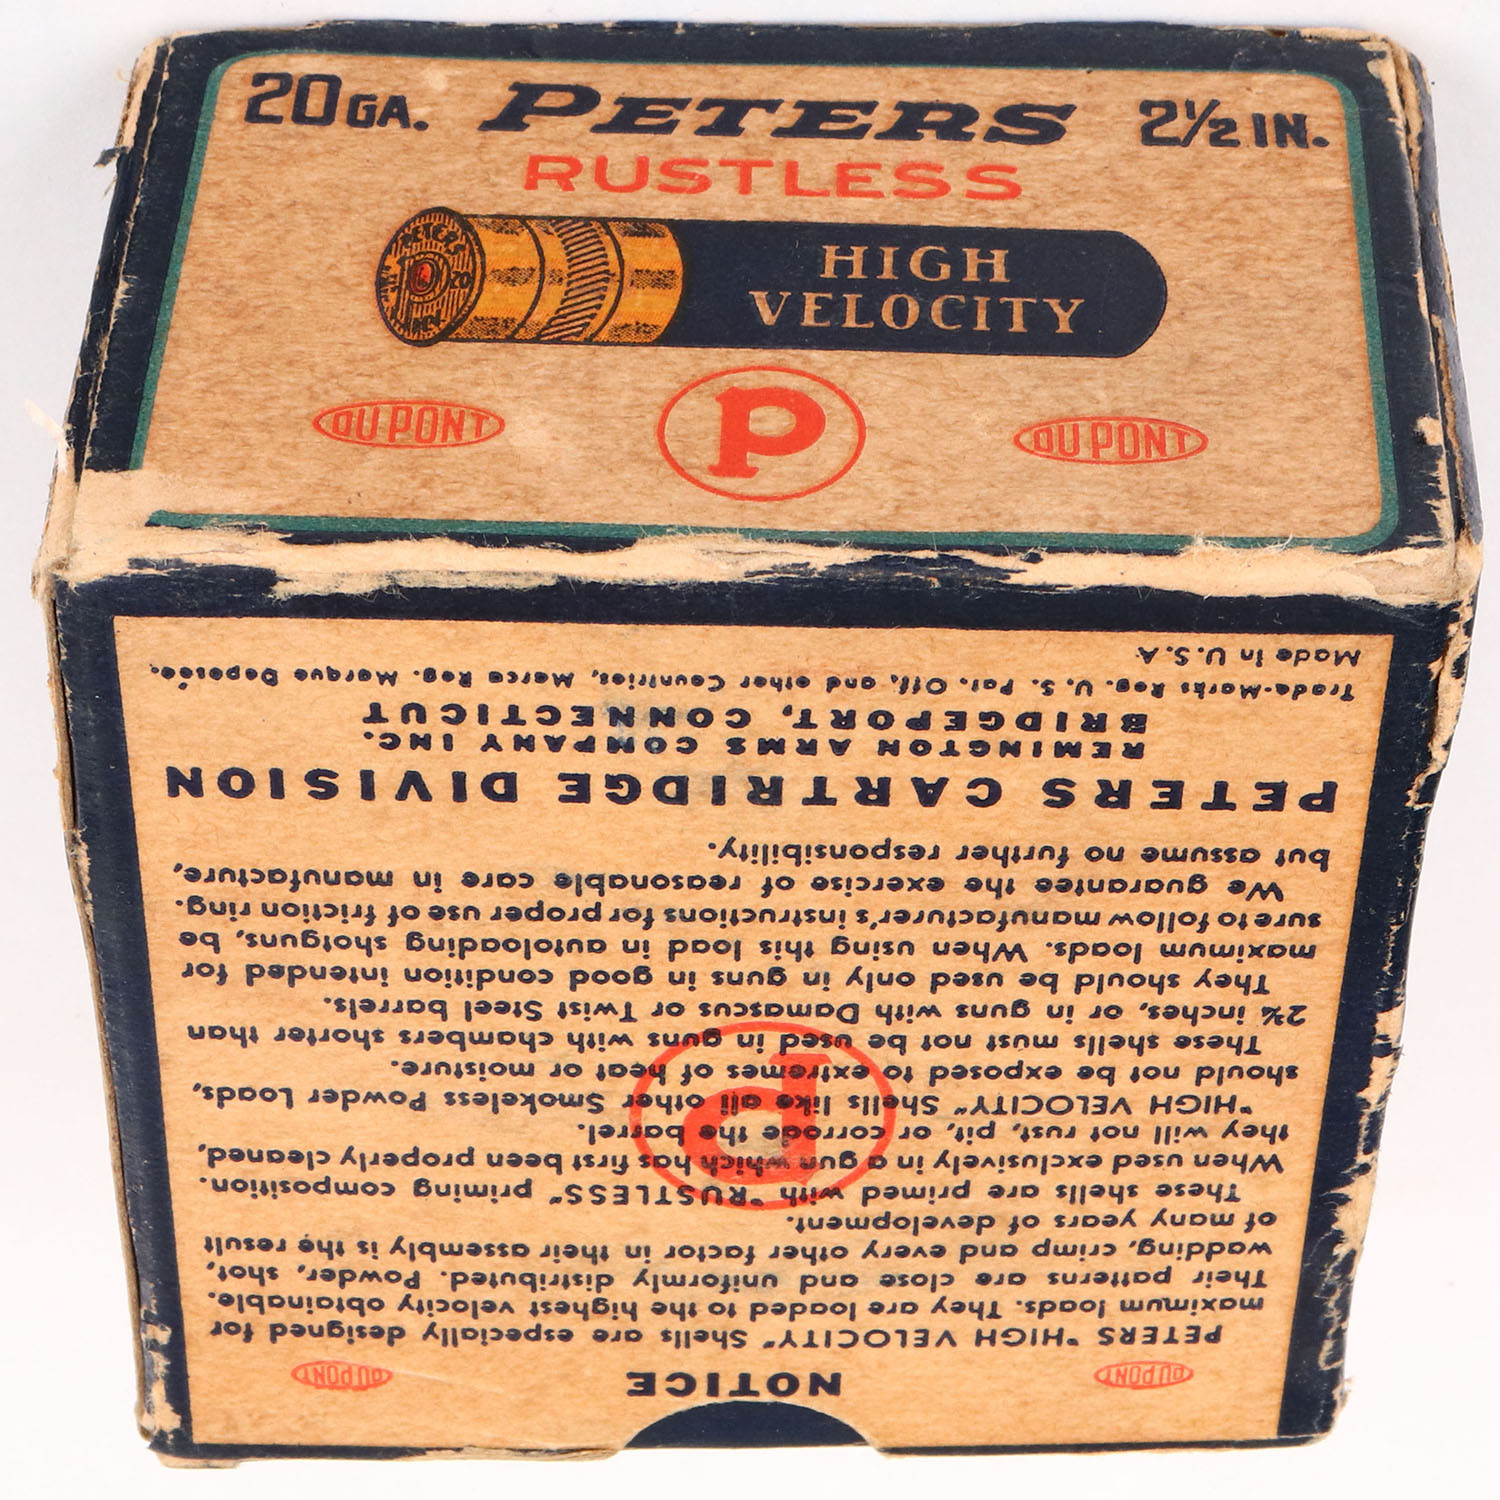 20 GA. PETERS 2½ IN.
RUSTLESS
HIGH
VELOCITY
DU PONT P DU PONT
DU PONT NOTICE DU PONT
PETERS "HIGH VELOCITY" Shells are especially designed for
maximum loads. They are loaded to the highest velocity obtainable.
Their patterns are close and uniformly distributed. Powder, shot,
wadding, crimp and every other factor in their assembly is the result
of many years of development.
These shells are primed with "RUSTLESS" priming composition.
When used exclusively in a gun which has first been properly cleaned,
they will not rust, pit, or corrode the barrel.
"HIGH VELOCITY" Shells like all other Smokeless Powder Loads,
should not be exposed to extremes of heat or moisture.
These shells must not be used in guns with chambers shorter than
2¾ inches, or in guns with Damascus or Twist Steel barrels.
They should be used only in guns in good condition intended for
maximum loads. When using this load in autoloading shotguns, be
sure to follow manufacturer's instructions for proper use of friction ring.
We guarantee the exercise of reasonable care in manufacture,
but assume no further responsibility.
P
PETERS CARTRIDGE DIVISION
REMINGTON ARMS COMPANY INC.
BRIDGEPORT, CONNECTICUT
Trade-Marks Reg. U. S. Pat. Off. and other Countries, Marca Reg. Marque Deposée.
Made in U.S.A